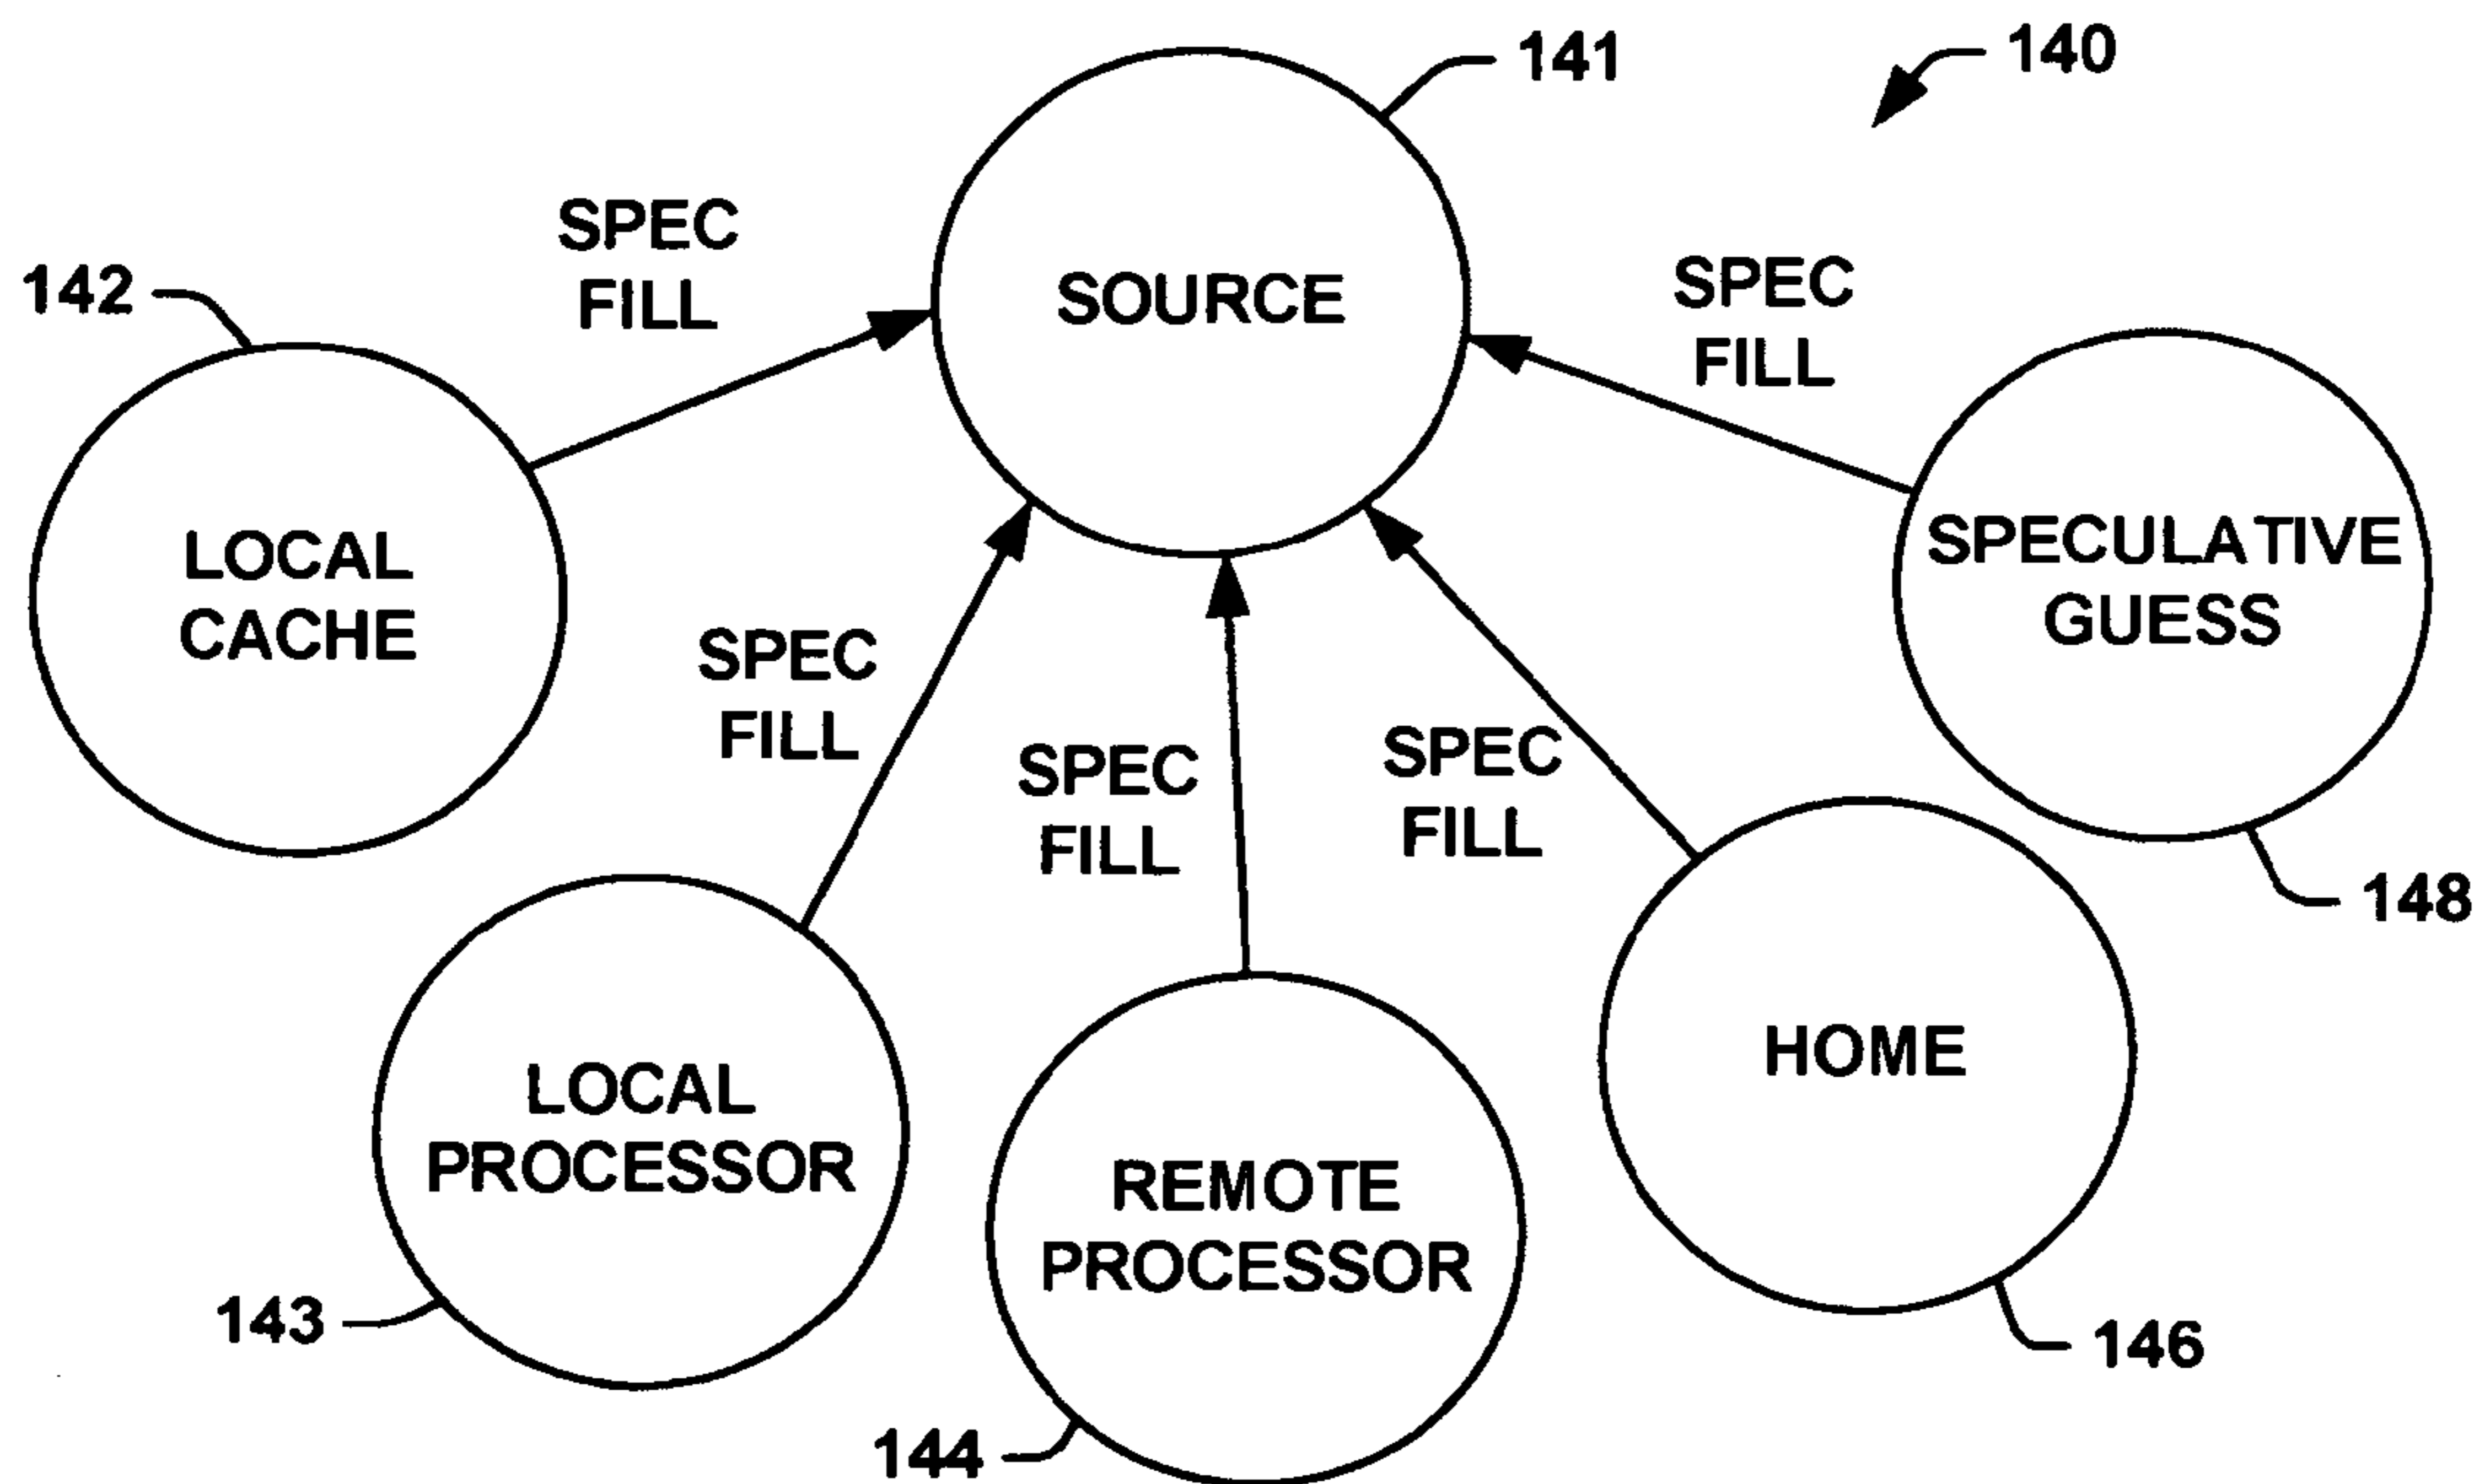 141
140
SPEC
FILL
142
SOURCE
SPEC
FILL
LOCAL
CACHE
SPECULATIVE
GUESS
SPEC
FILL
SPEC
FILL
SPEC
FILL
148
LOCAL
PROCESSOR
REMOTE
PROCESSOR
HOME
143
146
144